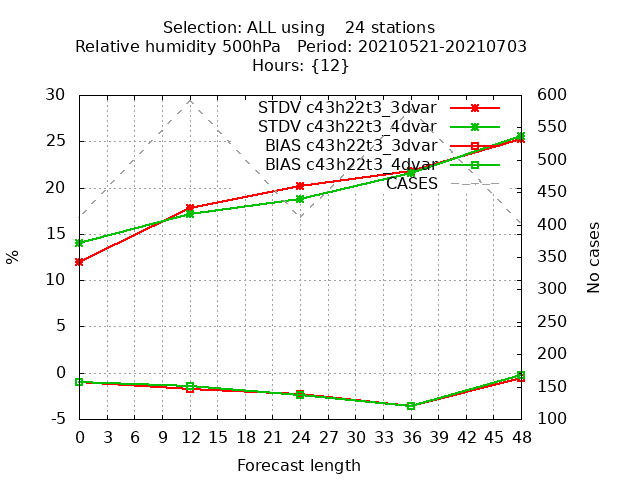 Selection: ALL using    24 stations
Relative humidity 500hPa   Period: 20210521-20210703
Hours: {12}
STDV c43h22t3_3dvar
STDV c43h22t3_4dvar
BIAS c43h22t3_3dvar
BIAS c43h22t3_4dvar
CASES
30
25
20
15
10
5
0
-5
%
600
550
500
450
400
350
300
250
200
150
100
No cases
0 3 6 9 12 15 18 21 24 27 30 33 36 39 42 45 48
Forecast length